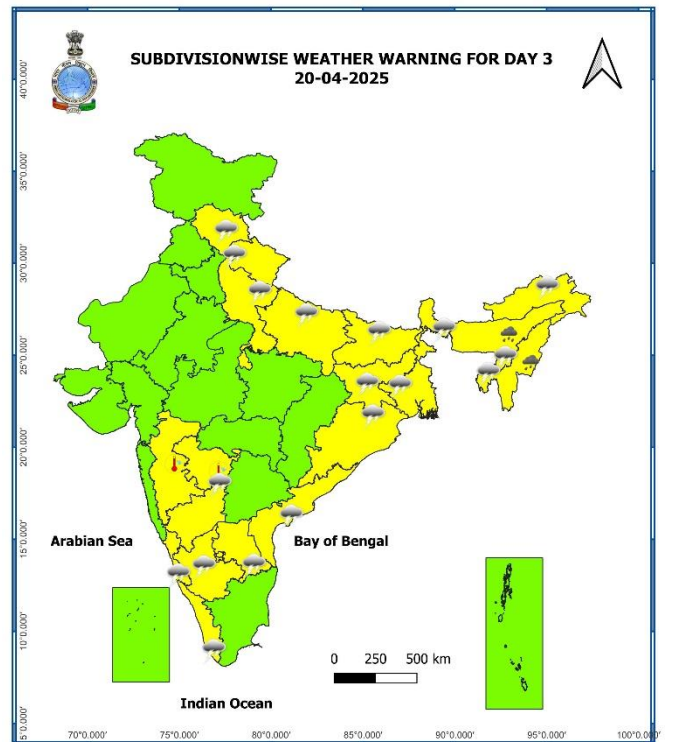 SUBDIVISIONWISE WEATHER WARNING FOR DAY 3
20-04-2025
40°0.000'
35°0.000'
30°0.000'
25°0.000'
20°0.000'
15°0.000'
10°0.000'
5°0.000'
Arabian Sea
Bay of Bengal
0 250 500 km
Indian Ocean
70°0.000' 75°0.000' 80°0.000' 85°0.000' 90°0.000' 95°0.000' 100°0.000'